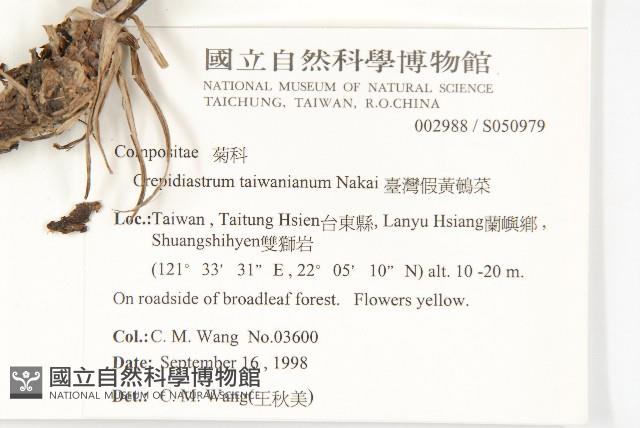 國立自然科學博物館
NATIONAL MUSEUM OF NATURAL SCIENCE
TAICHUNG, TAIWAN, R.O.CHINA
002988 / S050979
Compositae 菊科
Crepidiastrum taiwanianum Nakai 臺灣假黃鵪菜
Loc.:Taiwan , Taitung Hsien台東縣, Lanyu Hsiang蘭嶼鄉 ,
Shuangshihyen雙獅岩
(121° 33′ 31” E , 22° 05′ 10” N) alt. 10 -20 m.
On roadside of broadleaf forest. Flowers yellow.
Col.:C. M. Wang No.03600
Date: September 16 , 1998
Det.: C. M. Wang(王秋美)
國立自然科學博物館
NATIONAL MUSEUM OF NATURAL SCIENCE